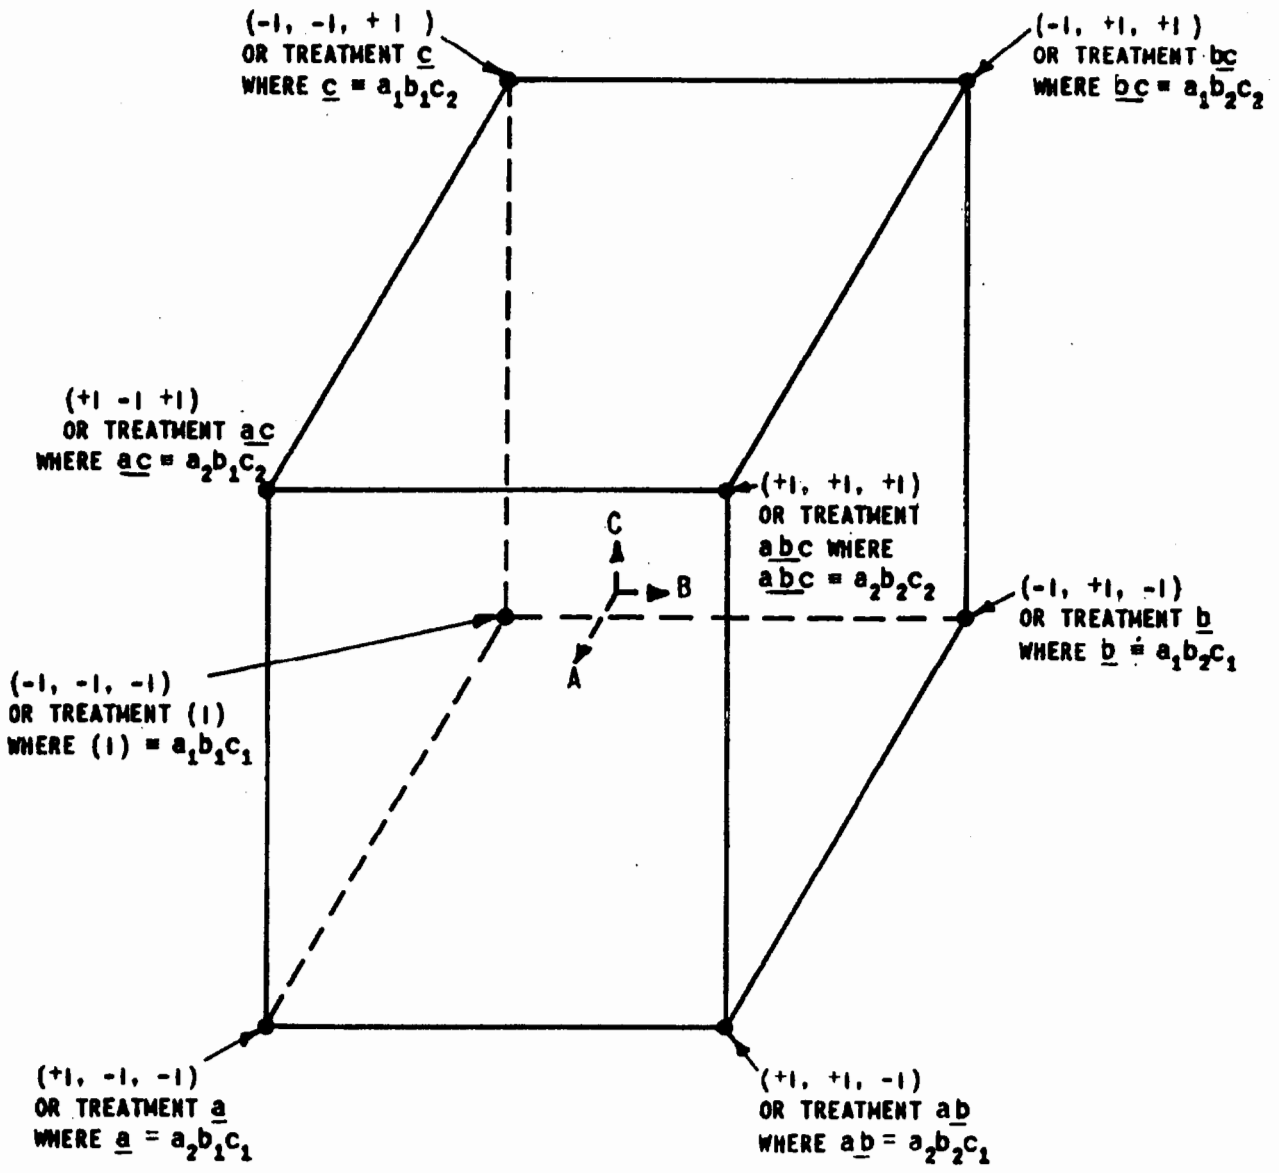 (-1, -1, +1)
OR TREATMENT c
WHERE c ≡ a₁b₁c₂
(-1, +1, +1)
OR TREATMENT bc
WHERE bc = a₁b₂c₂
(+1 -1 +1)
OR TREATMENT ac
WHERE ac ≡ a₂b₁c₂
(+1, +1, +1)
OR TREATMENT
abc WHERE
abc ≡ a₂b₂c₂
C
B
A
(-1, +1, -1)
OR TREATMENT b
WHERE b ≡ a₁b₂c₁
(-1, -1, -1)
OR TREATMENT (1)
WHERE (1) ≡ a₁b₁c₁
(+1, -1, -1)
OR TREATMENT a
WHERE a = a₂b₁c₁
(+1, +1, -1)
OR TREATMENT ab
WHERE ab = a₂b₂c₁